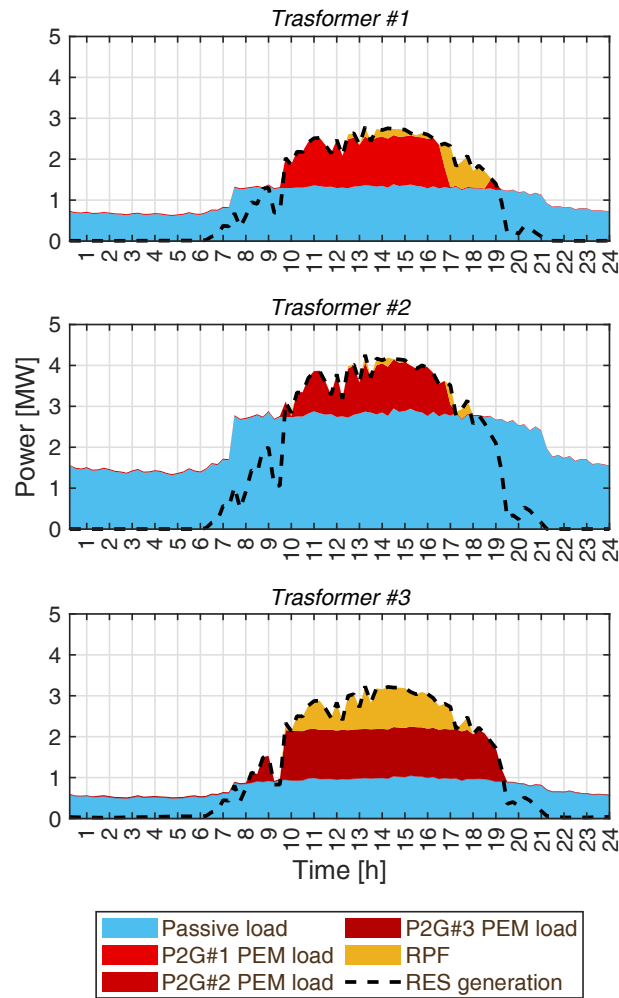 Trasformer #1
5
4
3
2
1
0
1 2 3 4 5 6 7 8 9 10 11 12 13 14 15 16 17 18 19 20 21 22 23 24
Trasformer #2
5
4
3
2
1
0
Power [MW]
1 2 3 4 5 6 7 8 9 10 11 12 13 14 15 16 17 18 19 20 21 22 23 24
Trasformer #3
5
4
3
2
1
0
1 2 3 4 5 6 7 8 9 10 11 12 13 14 15 16 17 18 19 20 21 22 23 24
Time [h]
Passive load
P2G#1 PEM load
P2G#2 PEM load
P2G#3 PEM load
RPF
RES generation